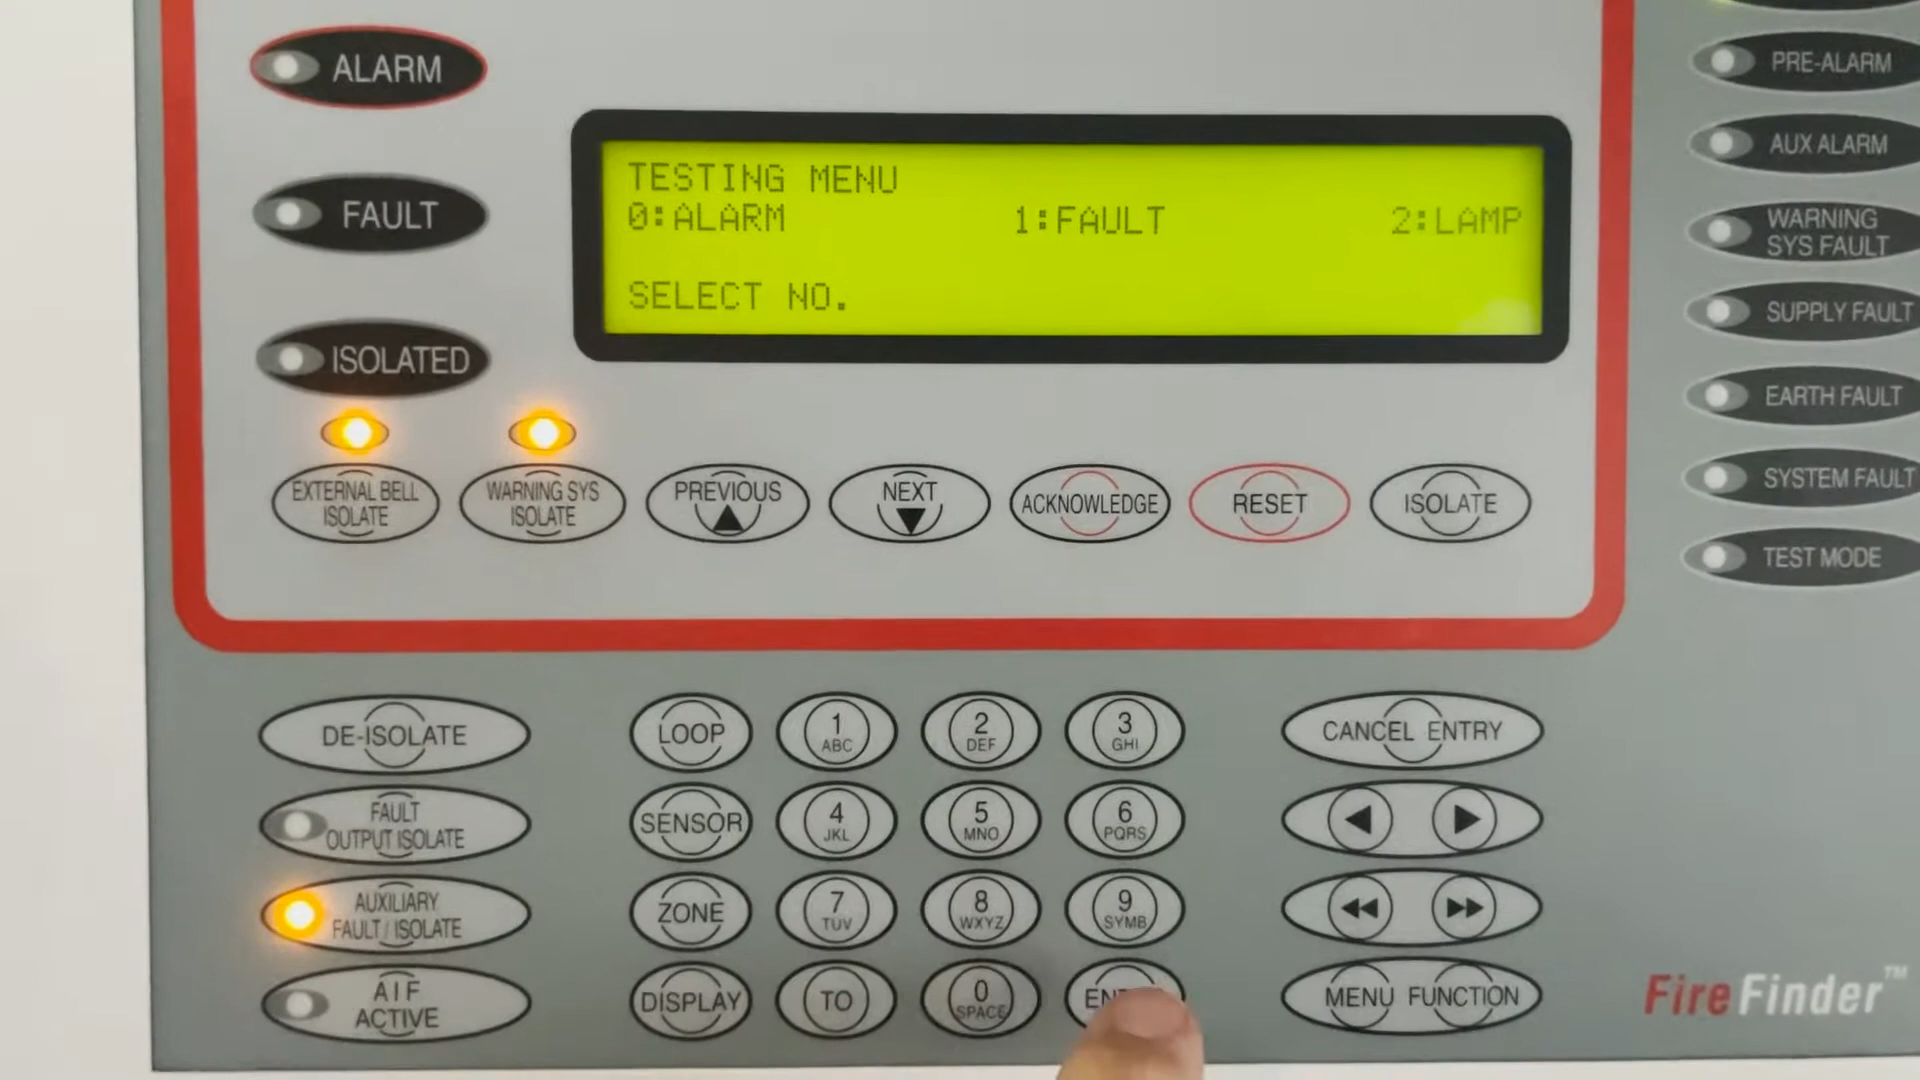 ALARM
FAULT
ISOLATED
TESTING MENU
0:ALARM 1:FAULT 2:LAMP
SELECT NO.
PRE-ALARM
AUX ALARM
WARNING
SYS FAULT
SUPPLY FAULT
EARTH FAULT
SYSTEM FAULT
TEST MODE
EXTERNAL BELL
ISOLATE
WARNING SYS
ISOLATE
PREVIOUS
NEXT
ACKNOWLEDGE
RESET
ISOLATE
DE-ISOLATE
FAULT
OUTPUT ISOLATE
AUXILIARY
FAULT/ISOLATE
AIF
ACTIVE
LOOP
1
ABC
2
DEF
3
GHI
SENSOR
4
JKL
5
MNO
6
PQRS
ZONE
7
TUV
8
WXYZ
9
SYMB
DISPLAY
TO
0
SPACE
CANCEL ENTRY
MENU FUNCTION
FireFinder™